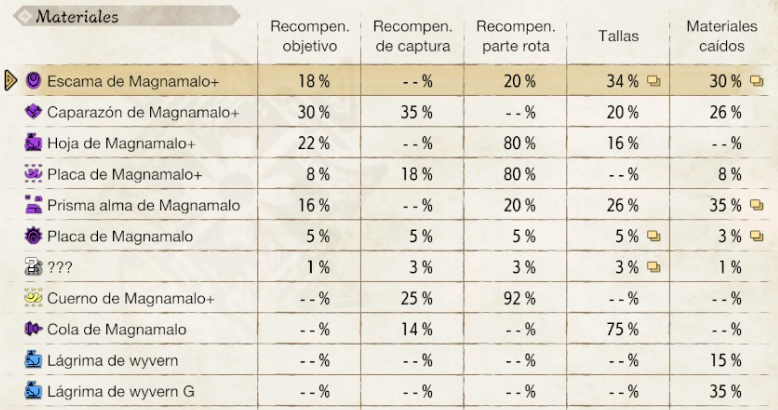 Materiales
Recompen. objetivo Recompen. de captura Recompen. parte rota Tallas Materiales caídos
Escama de Magnamalo+ 18 % --% 20 % 34 % 30 %
Caparazón de Magnamalo+ 30 % 35 % --% 20 % 26 %
Hoja de Magnamalo+ 22 % --% 80 % 16 % --%
Placa de Magnamalo+ 8 % 18 % 80 % --% 8 %
Prisma alma de Magnamalo 16 % --% 20 % 26 % 35 %
Placa de Magnamalo 5 % 5 % 5 % 5 % 3 %
??? 1 % 3 % 3 % 3 % 1 %
Cuerno de Magnamalo+ --% 25 % 92 % --% --%
Cola de Magnamalo --% 14 % --% 75 % --%
Lágrima de wyvern --% --% --% --% 15 %
Lágrima de wyvern G --% --% --% --% 35 %